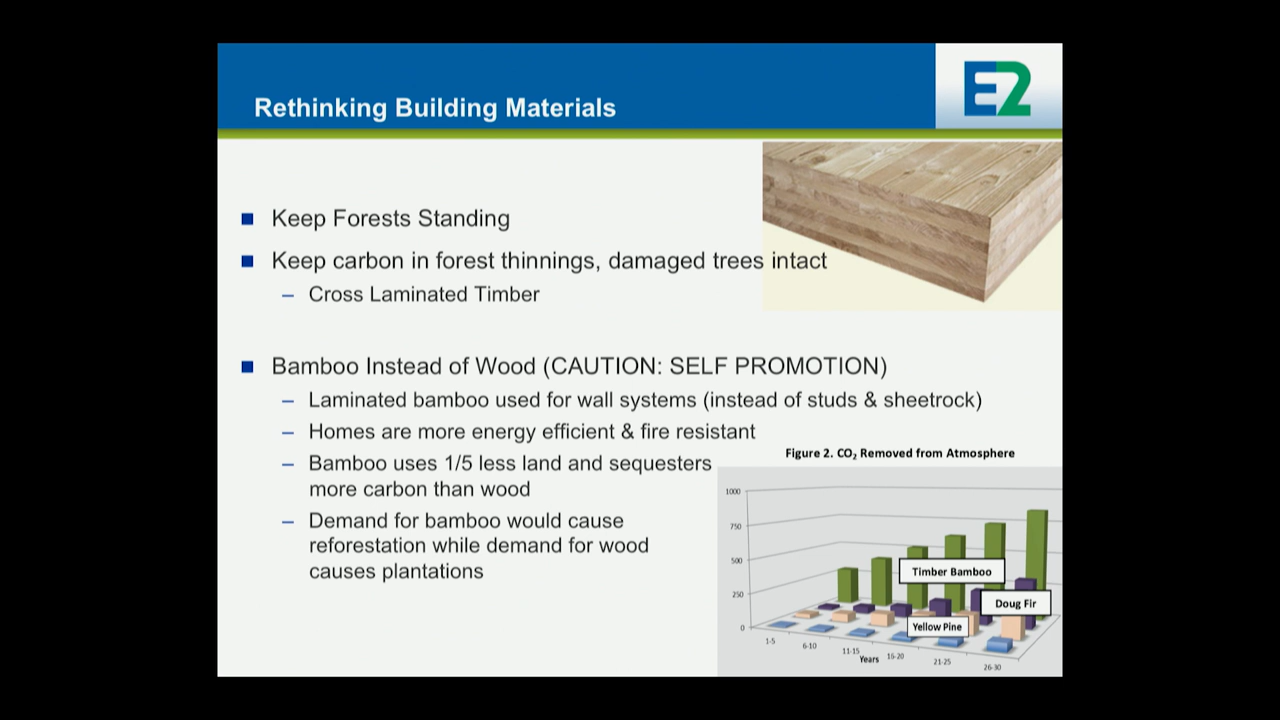 Rethinking Building Materials
E2
Keep Forests Standing
Keep carbon in forest thinnings, damaged trees intact
– Cross Laminated Timber
Bamboo Instead of Wood (CAUTION: SELF PROMOTION)
– Laminated bamboo used for wall systems (instead of studs & sheetrock)
– Homes are more energy efficient & fire resistant
– Bamboo uses 1/5 less land and sequesters
more carbon than wood
– Demand for bamboo would cause
reforestation while demand for wood
causes plantations
Figure 2. CO₂ Removed from Atmosphere
1000
750
500
250
0
Timber Bamboo
Doug Fir
Yellow Pine
1-5
6-10
11-15
16-20
21-25
26-30
Years